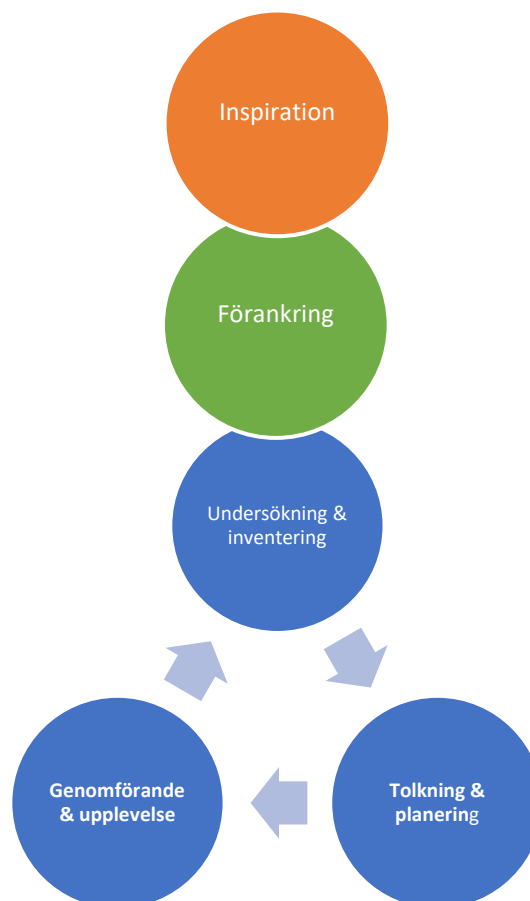 Inspiration
Förankring
Undersökning &
inventering
Tolkning &
planering
Genomförande
& upplevelse